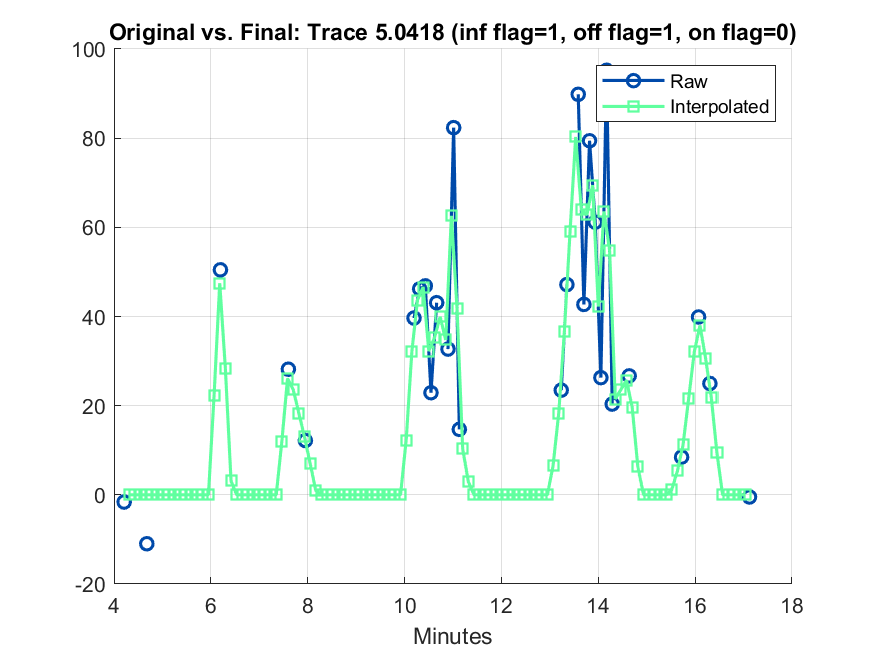 Original vs. Final: Trace 5.0418 (inf flag=1, off flag=1, on flag=0)
100
80
60
40
20
0
-20
Raw
Interpolated
4 6 8 10 12 14 16 18
Minutes